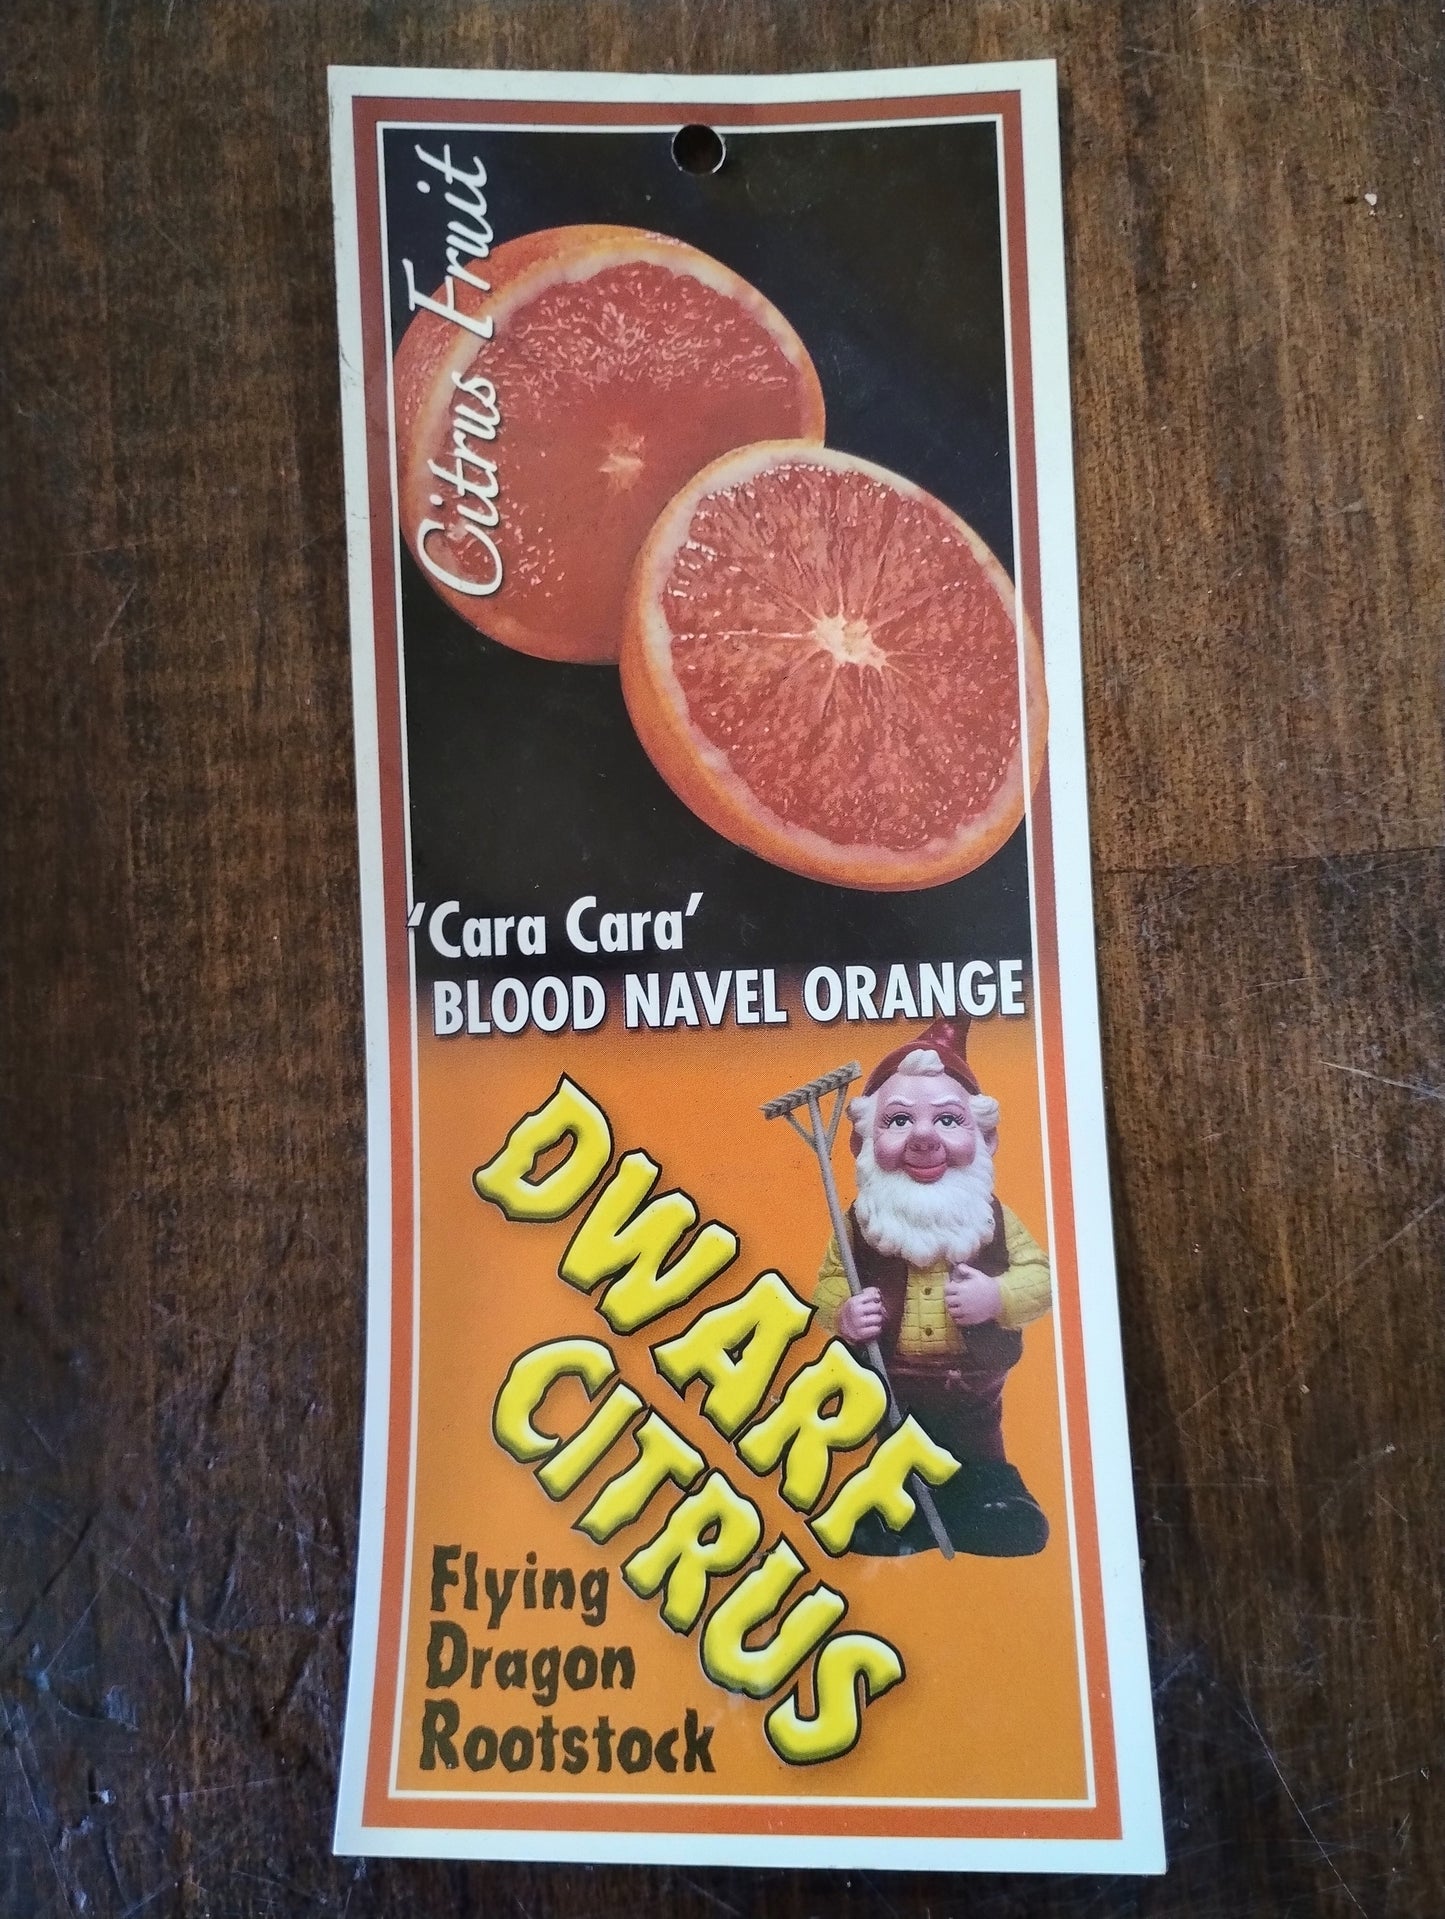 Citrus Fruit
'Cara Cara'
BLOOD NAVEL ORANGE
DWARF
CITRUS
Flying
Dragon
Rootstock